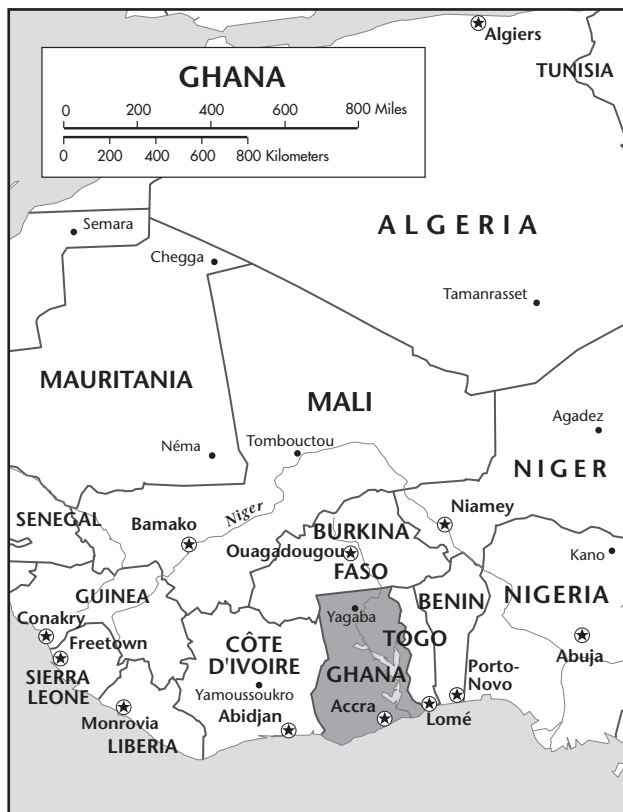 Algiers
TUNISIA
GHANA
0 200 400 600 800 Miles
0 200 400 600 800 Kilometers
Semara
ALGERIA
Chegga
Tamanrasset
MAURITANIA
MALI
Agadez
Néma
Tombouctou
NIGER
Niger
SENEGAL
Bamako
Niamey
BURKINA
FASO
Ouagadougou
Kano
GUINEA
BENIN
NIGERIA
Yagaba
Conakry
Freetown
TOGO
CÔTE
D'IVOIRE
Abuja
SIERRA
LEONE
GHANA
Porto-
Novo
Yamoussoukro
Accra
Lomé
Monrovia
Abidjan
LIBERIA